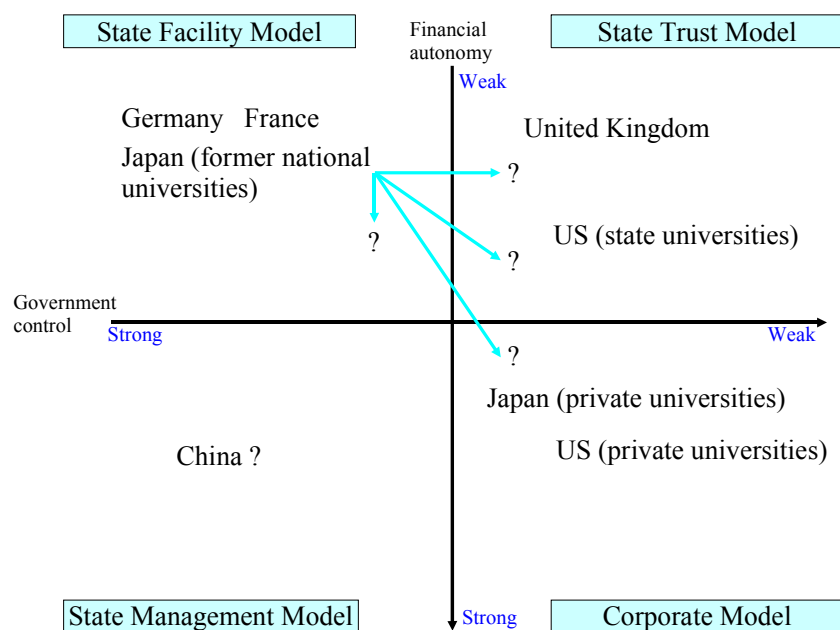 State Facility Model
Financial
autonomy
State Trust Model
Weak
Germany France
Japan (former national
universities)
United Kingdom
?
?
US (state universities)
?
Government
control
Strong
Weak
?
Japan (private universities)
China ?
US (private universities)
State Management Model
Strong
Corporate Model